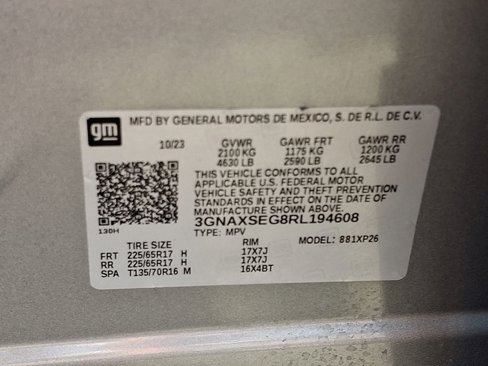 gm MFD BY GENERAL MOTORS DE MEXICO, S. DE R.L. DE C.V.
10/23 GVWR GAWR FRT GAWR RR
2100 KG 1175 KG 1200 KG
4630 LB 2590 LB 2645 LB
THIS VEHICLE CONFORMS TO ALL
APPLICABLE U.S. FEDERAL MOTOR
VEHICLE SAFETY AND THEFT PREVENTION
STANDARDS IN EFFECT ON THE DATE OF
MANUFACTURE SHOWN ABOVE.
3GNAXSEG8RL194608
130H TYPE: MPV MODEL: 881XP26
TIRE SIZE RIM
FRT 225/65R17 H 17X7J
RR 225/65R17 H 17X7J
SPA T135/70R16 M 16X4BT